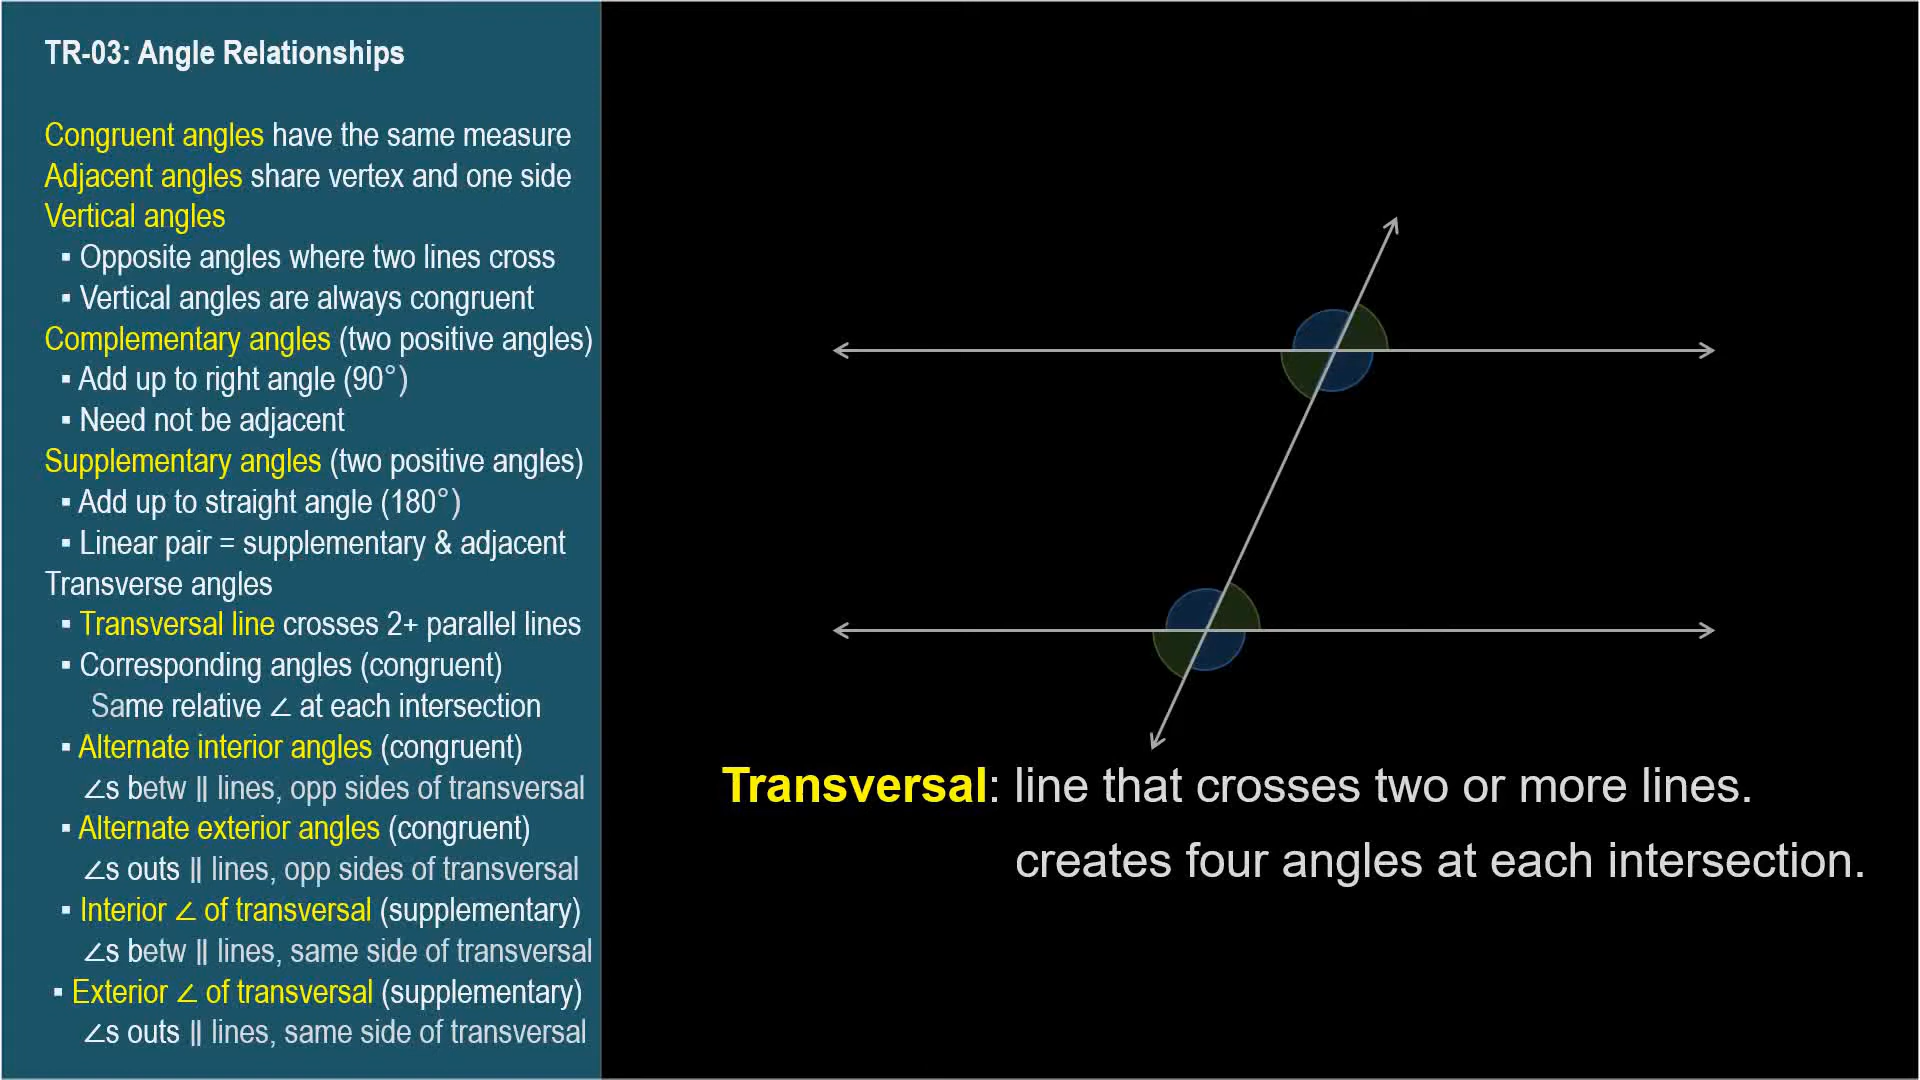 TR-03: Angle Relationships
Congruent angles have the same measure
Adjacent angles share vertex and one side
Vertical angles
▪ Opposite angles where two lines cross
▪ Vertical angles are always congruent
Complementary angles (two positive angles)
▪ Add up to right angle (90°)
▪ Need not be adjacent
Supplementary angles (two positive angles)
▪ Add up to straight angle (180°)
▪ Linear pair = supplementary & adjacent
Transverse angles
▪ Transversal line crosses 2+ parallel lines
▪ Corresponding angles (congruent)
Same relative ∠ at each intersection
▪ Alternate interior angles (congruent)
∠s betw ∥ lines, opp sides of transversal
▪ Alternate exterior angles (congruent)
∠s outs ∥ lines, opp sides of transversal
▪ Interior ∠ of transversal (supplementary)
∠s betw ∥ lines, same side of transversal
▪ Exterior ∠ of transversal (supplementary)
∠s outs ∥ lines, same side of transversal
Transversal: line that crosses two or more lines.
creates four angles at each intersection.